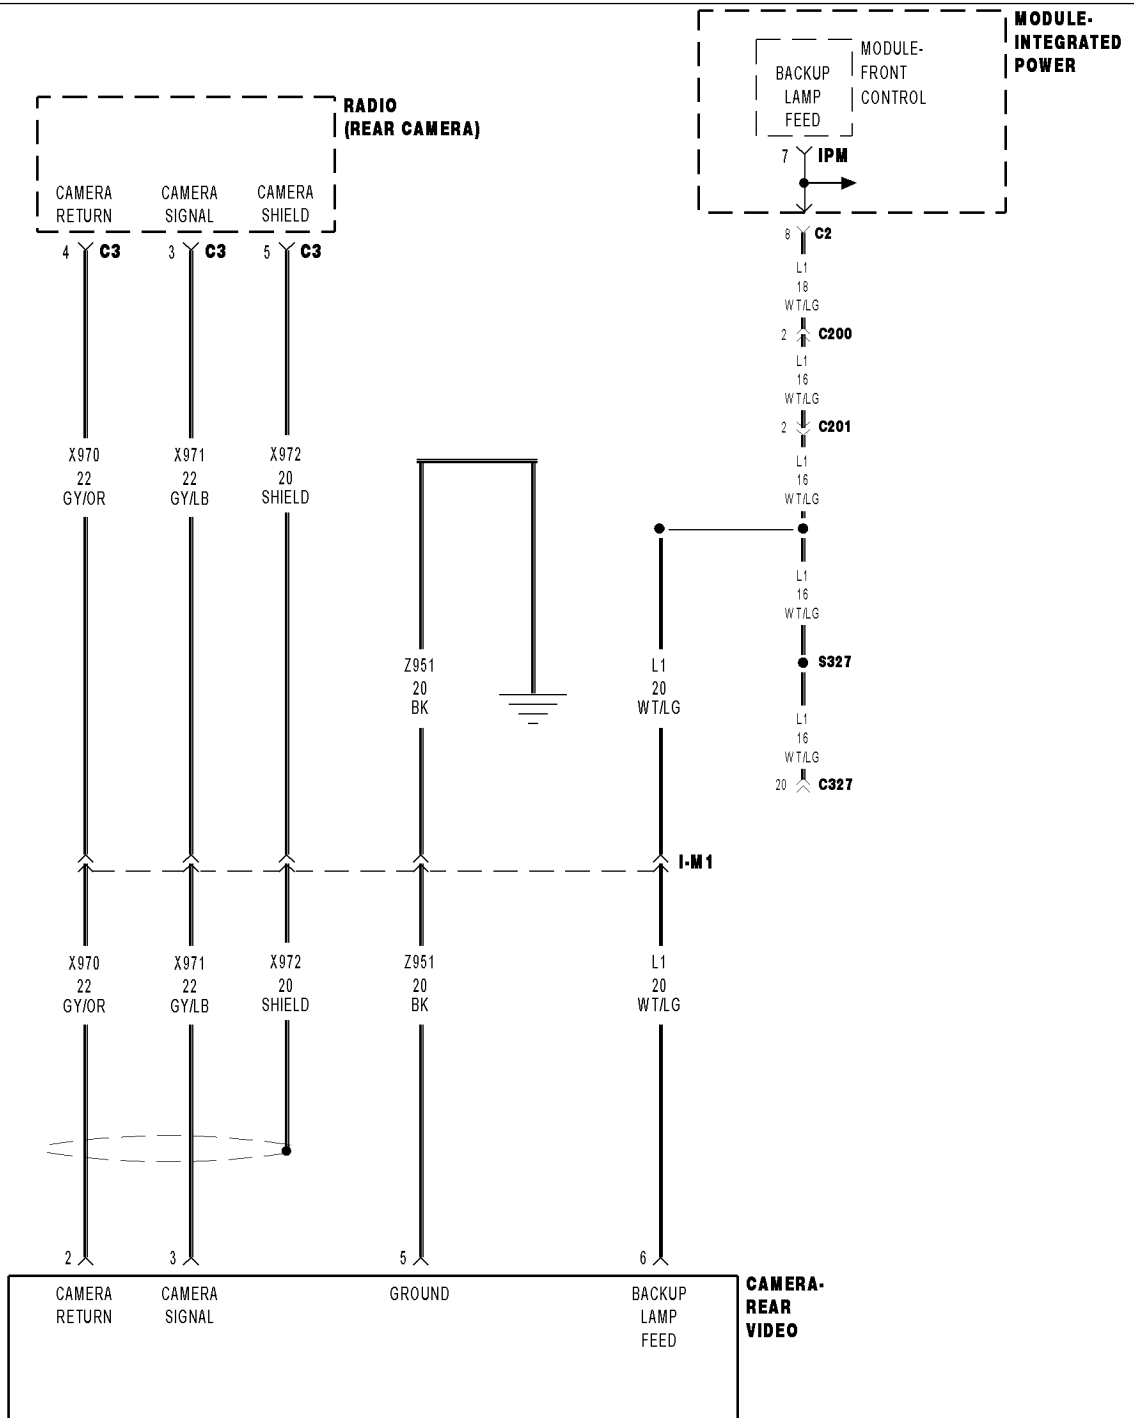 MODULE-
INTEGRATED
POWER
MODULE-
FRONT
CONTROL
BACKUP
LAMP
FEED
7 IPM
RADIO
(REAR CAMERA)
CAMERA
RETURN
CAMERA
SIGNAL
CAMERA
SHIELD
4 C3
3 C3
5 C3
8 C2
L1
18
WT/LG
2 C200
L1
16
WT/LG
2 C201
L1
16
WT/LG
X970
22
GY/OR
X971
22
GY/LB
X972
20
SHIELD
L1
16
WT/LG
S327
Z951
20
BK
L1
20
WT/LG
L1
16
WT/LG
20 C327
I-M1
X970
22
GY/OR
X971
22
GY/LB
X972
20
SHIELD
Z951
20
BK
L1
20
WT/LG
2
3
5
6
CAMERA
RETURN
CAMERA
SIGNAL
GROUND
BACKUP
LAMP
FEED
CAMERA-
REAR
VIDEO